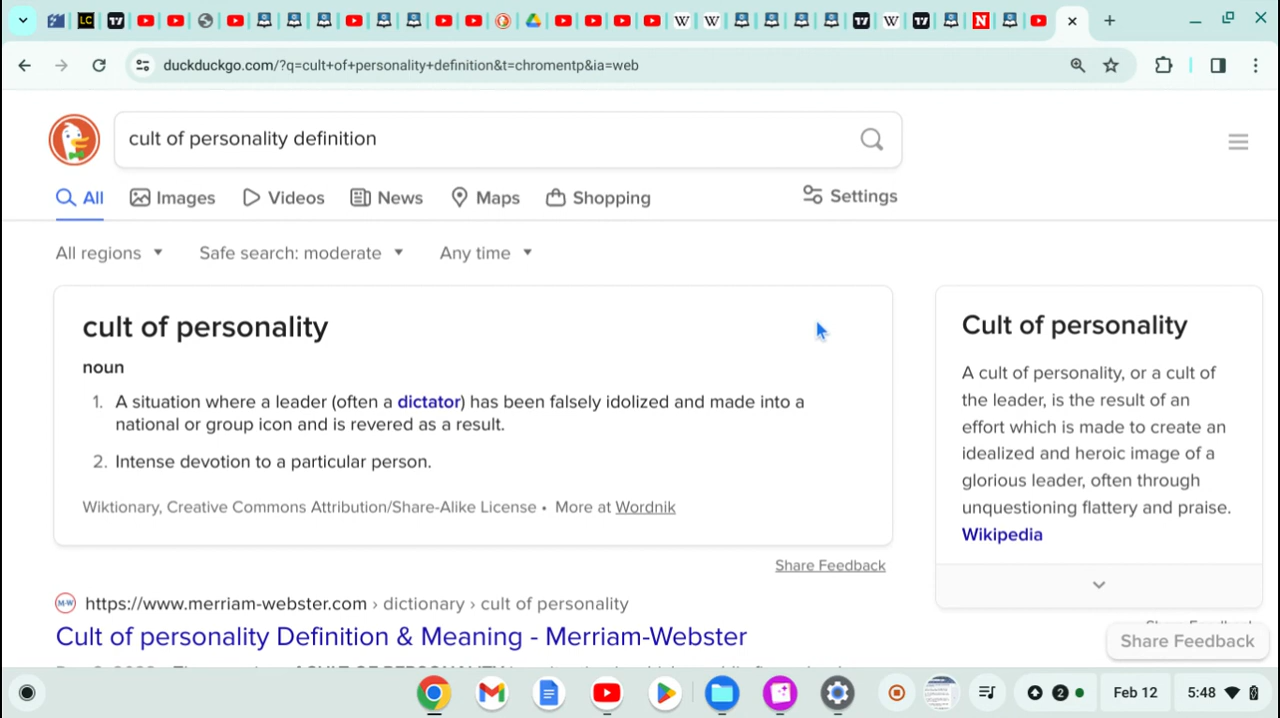 LC
17
W
W
17
W
17
N
duckduckgo.com/?q=cult+of+personality+definition&t=chromentp&ia=web
cult of personality definition
All
Images
Videos
News
Maps
Shopping
Settings
All regions
Safe search: moderate
Any time
cult of personality
noun
1. A situation where a leader (often a dictator) has been falsely idolized and made into a
national or group icon and is revered as a result.
2. Intense devotion to a particular person.
Wiktionary, Creative Commons Attribution/Share-Alike License • More at Wordnik
Share Feedback
Cult of personality
A cult of personality, or a cult of
the leader, is the result of an
effort which is made to create an
idealized and heroic image of a
glorious leader, often through
unquestioning flattery and praise.
Wikipedia
M-W
https://www.merriam-webster.com › dictionary › cult of personality
Cult of personality Definition & Meaning - Merriam-Webster
Share Feedback
2
Feb 12
5:48